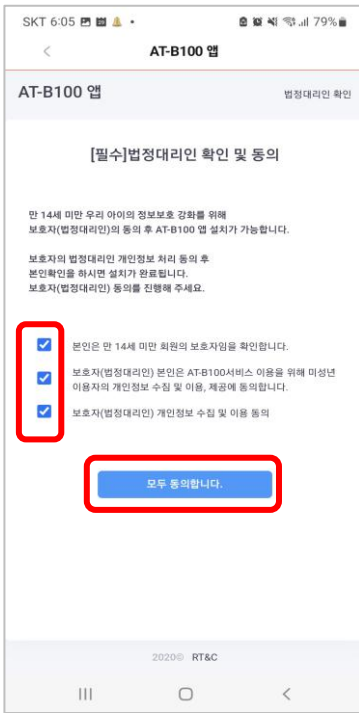 SKT 6:05
79%
AT-B100 앱
AT-B100 앱
법정대리인 확인
[필수]법정대리인 확인 및 동의
만 14세 미만 우리 아이의 정보보호 강화를 위해
보호자(법정대리인)의 동의 후 AT-B100 앱 설치가 가능합니다.
보호자의 법정대리인 개인정보 처리 동의 후
본인확인을 하시면 설치가 완료됩니다.
보호자(법정대리인) 동의를 진행해 주세요.
본인은 만 14세 미만 회원의 보호자임을 확인합니다.
보호자(법정대리인) 본인은 AT-B100서비스 이용을 위해 미성년
이용자의 개인정보 수집 및 이용, 제공에 동의합니다.
보호자(법정대리인) 개인정보 수집 및 이용 동의
모두 동의합니다.
2020© RT&C